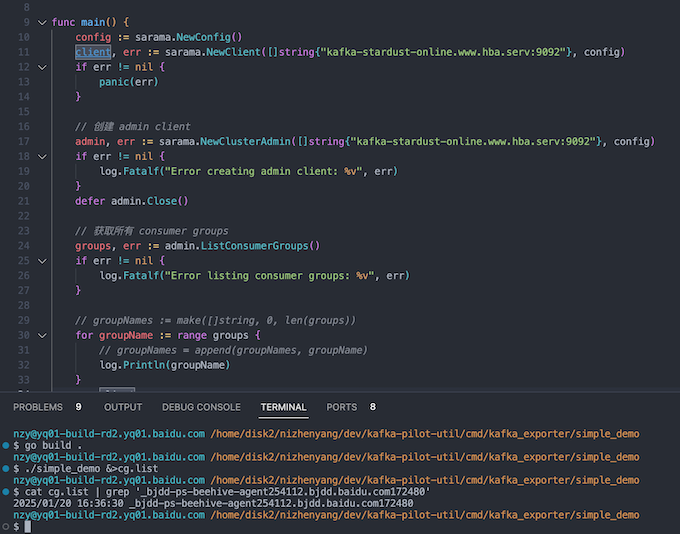 8
9 func main() {
10 config := sarama.NewConfig()
11 client, err := sarama.NewClient([]string{"kafka-stardust-online.www.hba.serv:9092"}, config)
12 if err != nil {
13 panic(err)
14 }
15
16 // 创建 admin client
17 admin, err := sarama.NewClusterAdmin([]string{"kafka-stardust-online.www.hba.serv:9092"}, config)
18 if err != nil {
19 log.Fatalf("Error creating admin client: %v", err)
20 }
21 defer admin.Close()
22
23 // 获取所有 consumer groups
24 groups, err := admin.ListConsumerGroups()
25 if err != nil {
26 log.Fatalf("Error listing consumer groups: %v", err)
27 }
28
29 // groupNames := make([]string, 0, len(groups))
30 for groupName := range groups {
31 // groupNames = append(groupNames, groupName)
32 log.Println(groupName)
33 }
PROBLEMS 9 OUTPUT DEBUG CONSOLE TERMINAL PORTS 8
nzy@yq01-build-rd2.yq01.baidu.com /home/disk2/nizhenyang/dev/kafka-pilot-util/cmd/kafka_exporter/simple_demo
$ go build .
nzy@yq01-build-rd2.yq01.baidu.com /home/disk2/nizhenyang/dev/kafka-pilot-util/cmd/kafka_exporter/simple_demo
$ ./simple_demo &>cg.list
nzy@yq01-build-rd2.yq01.baidu.com /home/disk2/nizhenyang/dev/kafka-pilot-util/cmd/kafka_exporter/simple_demo
$ cat cg.list | grep '_bjdd-ps-beehive-agent254112.bjdd.baidu.com172480'
2025/01/20 16:36:30 _bjdd-ps-beehive-agent254112.bjdd.baidu.com172480
nzy@yq01-build-rd2.yq01.baidu.com /home/disk2/nizhenyang/dev/kafka-pilot-util/cmd/kafka_exporter/simple_demo
$